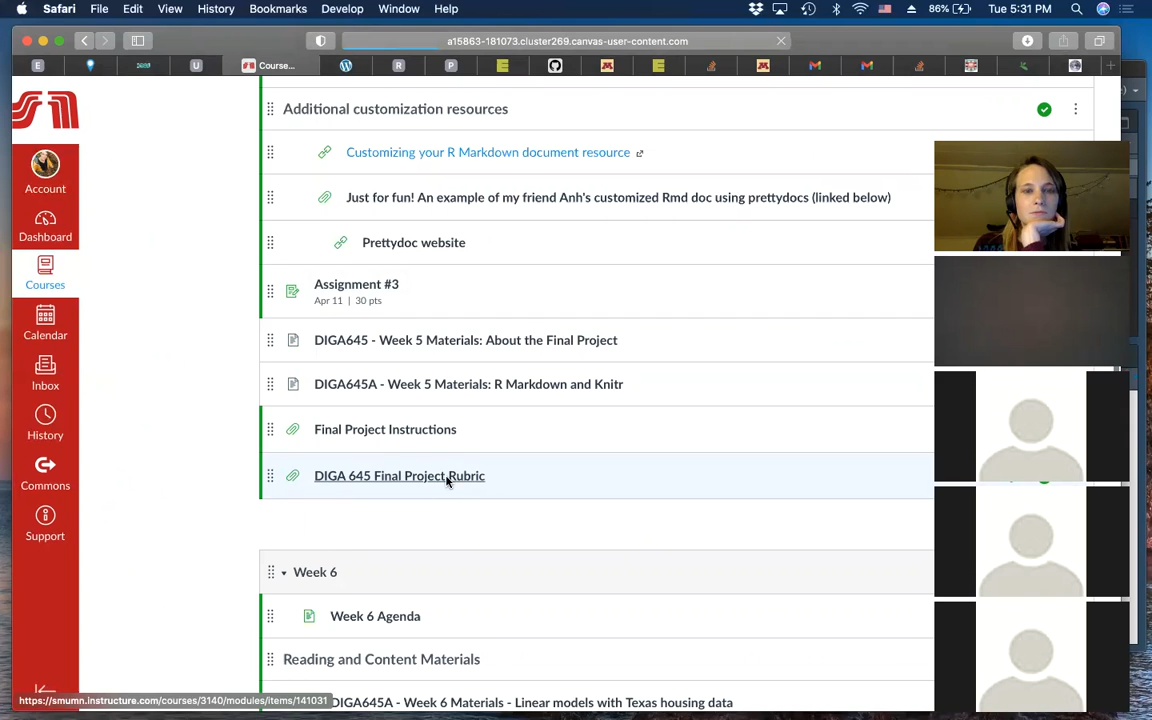 Safari File Edit View History Bookmarks Develop Window Help 86% Tue 5:31 PM
a15863-181073.cluster269.canvas-user-content.com
Course...
Additional customization resources
Account
Customizing your R Markdown document resource
Just for fun! An example of my friend Anh's customized Rmd doc using prettydocs (linked below)
Dashboard
Prettydoc website
Courses
Assignment #3
Apr 11 | 30 pts
Calendar
DIGA645 - Week 5 Materials: About the Final Project
Inbox
DIGA645A - Week 5 Materials: R Markdown and Knitr
History
Final Project Instructions
Commons
DIGA 645 Final Project Rubric
Support
Week 6
Week 6 Agenda
Reading and Content Materials
https://smumn.instructure.com/courses/3140/modules/items/141031
DIGA645A - Week 6 Materials - Linear models with Texas housing data